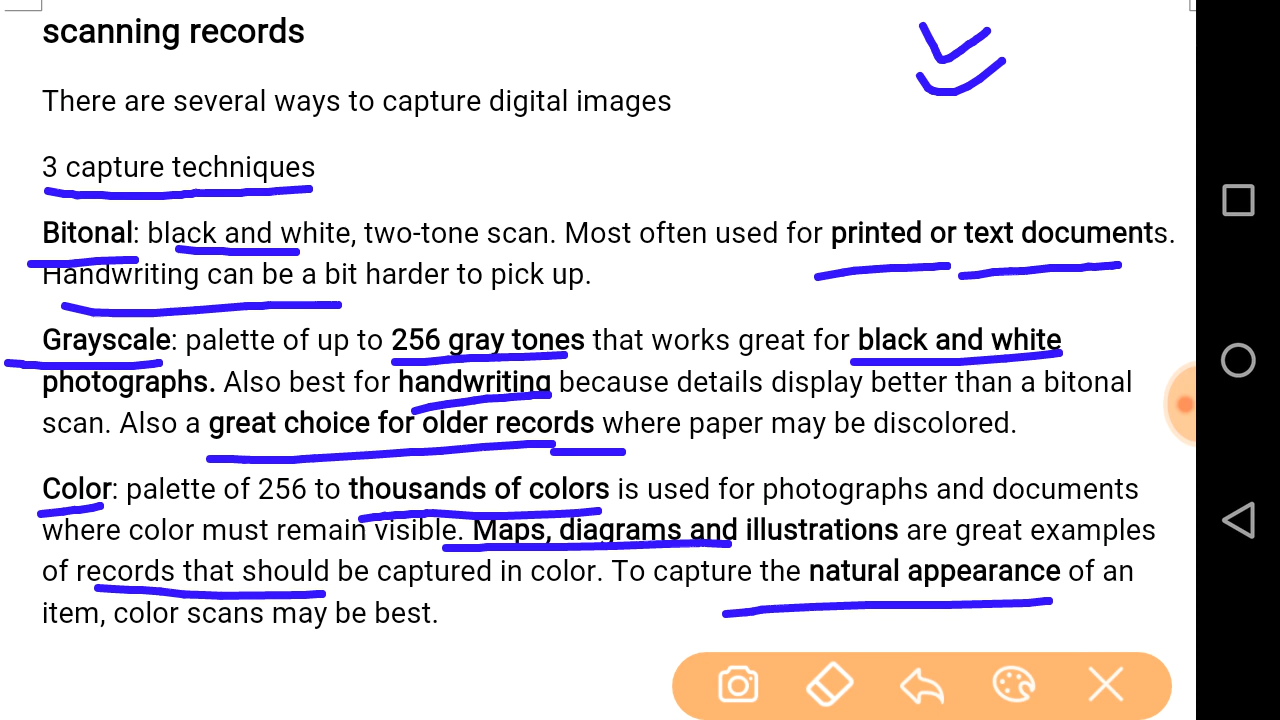 scanning records
There are several ways to capture digital images
3 capture techniques
Bitonal: black and white, two-tone scan. Most often used for printed or text documents.
Handwriting can be a bit harder to pick up.
Grayscale: palette of up to 256 gray tones that works great for black and white
photographs. Also best for handwriting because details display better than a bitonal
scan. Also a great choice for older records where paper may be discolored.
Color: palette of 256 to thousands of colors is used for photographs and documents
where color must remain visible. Maps, diagrams and illustrations are great examples
of records that should be captured in color. To capture the natural appearance of an
item, color scans may be best.